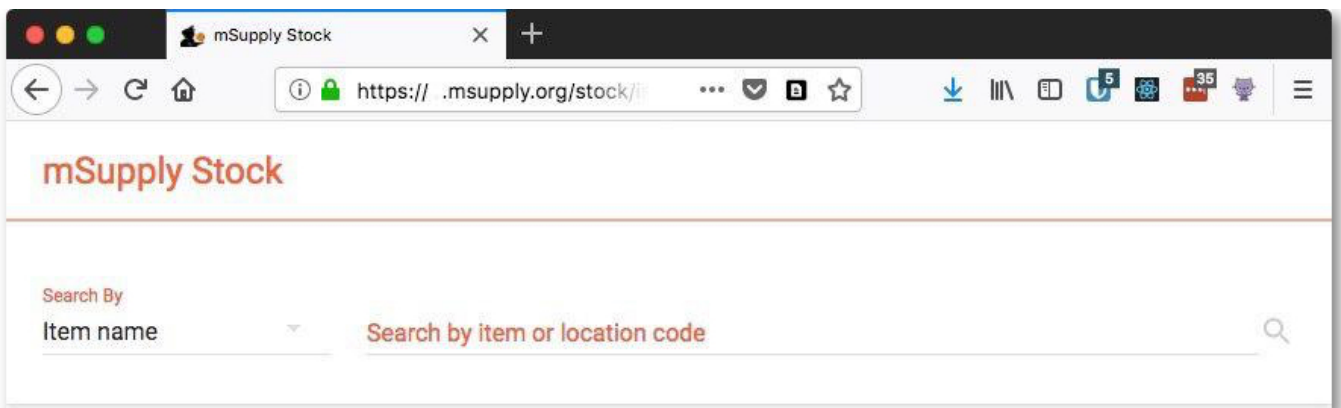 mSupply Stock
https:// .msupply.org/stock/i
5
35
mSupply Stock
Search By
Item name
Search by item or location code